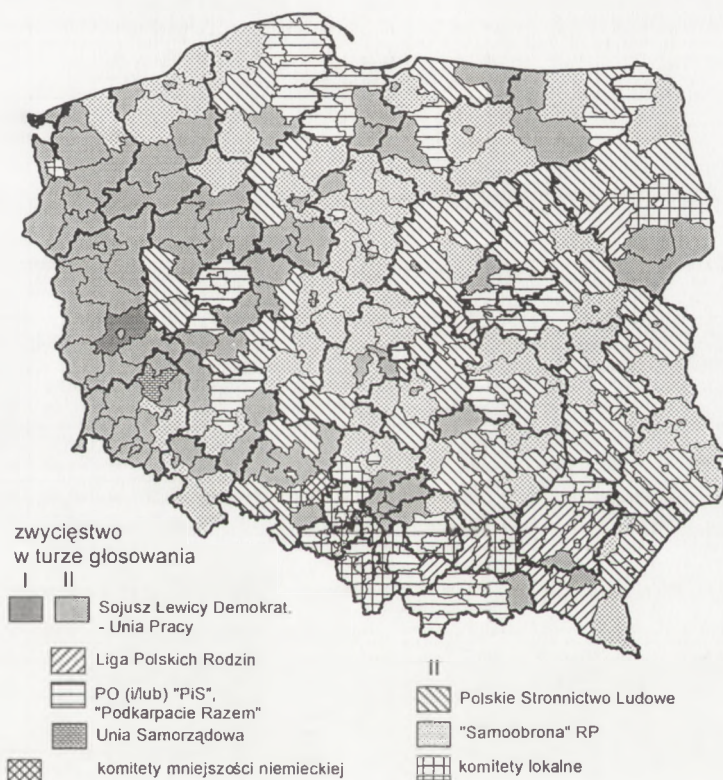 zwycięstwo
w turze głosowania
I II
Sojusz Lewicy Demokrat.
- Unia Pracy
Liga Polskich Rodzin
PO (i/lub) "PiS",
"Podkarpacie Razem"
Unia Samorządowa
komitety mniejszości niemieckiej
II
Polskie Stronnictwo Ludowe
"Samoobrona" RP
komitety lokalne